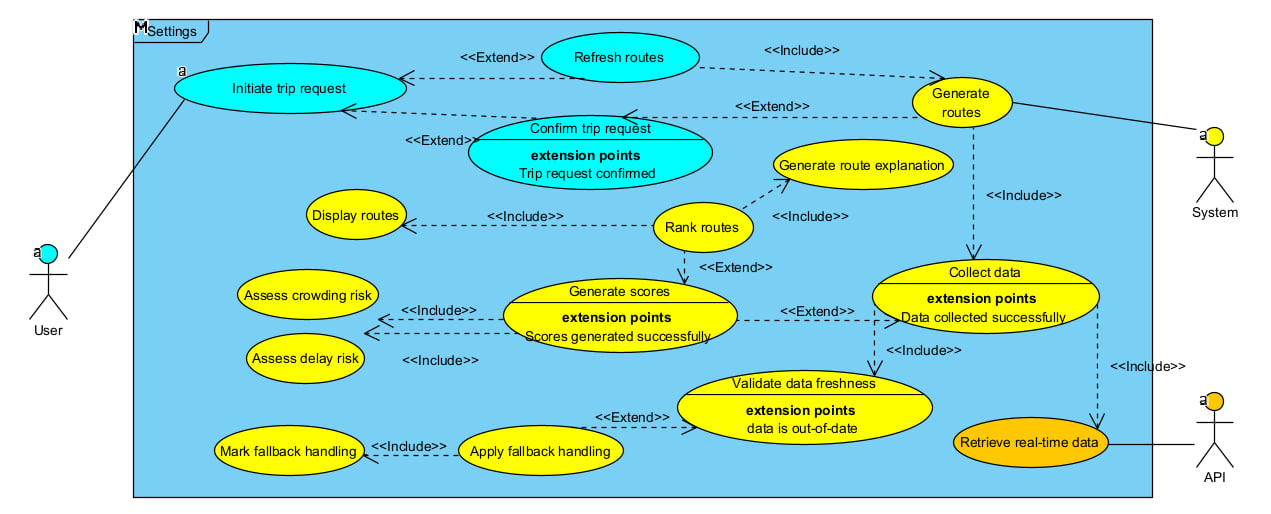 M
Settings
<<Extend>>
Refresh routes
<<Include>>
a
Initiate trip request
Generate
routes
<<Extend>>
Confirm trip request
<<Extend>>
extension points
Trip request confirmed
Generate route explanation
a
System
<<Include>>
Display routes
<<Include>>
Rank routes
<<Include>>
a
User
<<Extend>>
Collect data
extension points
Data collected successfully
Assess crowding risk
<<Include>>
Generate scores
extension points
Scores generated successfully
<<Extend>>
Assess delay risk
<<Include>>
<<Include>>
<<Include>>
Validate data freshness
extension points
data is out-of-date
<<Extend>>
a
API
Mark fallback handling
<<Include>>
Apply fallback handling
Retrieve real-time data